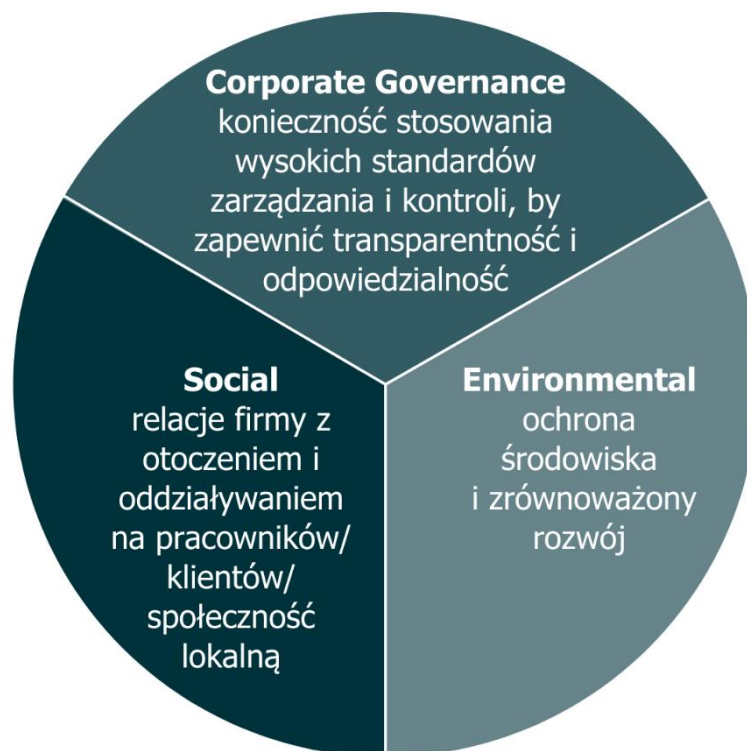 Corporate Governance
konieczność stosowania
wysokich standardów
zarządzania i kontroli, by
zapewnić transparentność i
odpowiedzialność
Social
relacje firmy z
otoczeniem i
oddziaływaniem
na pracowników/
klientów/
społeczność
lokalną
Environmental
ochrona
środowiska
i zrównoważony
rozwój